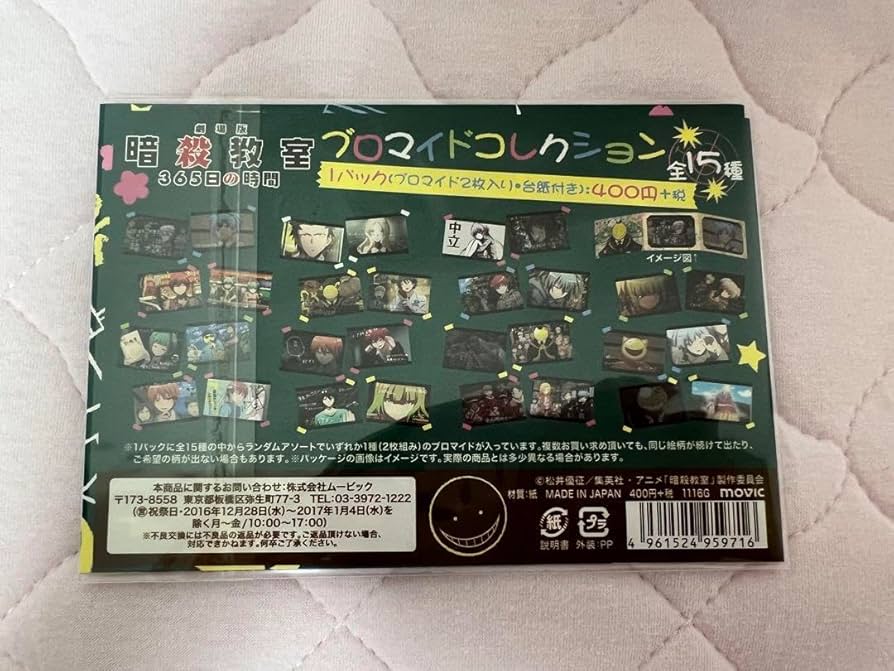 劇場版
暗殺教室
365日の時間
ブロマイドコレクション
全15種
1パック(ブロマイド2枚入り・台紙付き):400円+税
中立
イメージ図↑
※1パックに全15種の中からランダムアソートでいずれか1種(2枚組み)のブロマイドが入っています。複数お買い求め頂いても、同じ絵柄が続けて出たり、
ご希望の柄が出ない場合もあります。※パッケージの画像はイメージです。実際の商品とは多少異なる場合があります。
本商品に関するお問い合わせ:株式会社ムービック
〒173-8558 東京都板橋区弥生町77-3 TEL:03-3972-1222
(㊡祝祭日・2016年12月28日(水)~2017年1月4日(水)を
除く月~金/10:00~17:00)
※不良交換には不良品の返品が必要です。ご返品頂けない場合、
対応できかねます。何卒ご了承ください。
©松井優征/集英社・アニメ「暗殺教室」製作委員会
材質:紙 MADE IN JAPAN 400円+税 1116G movic
紙
説明書
プラ
外装:PP
4 961524 959716